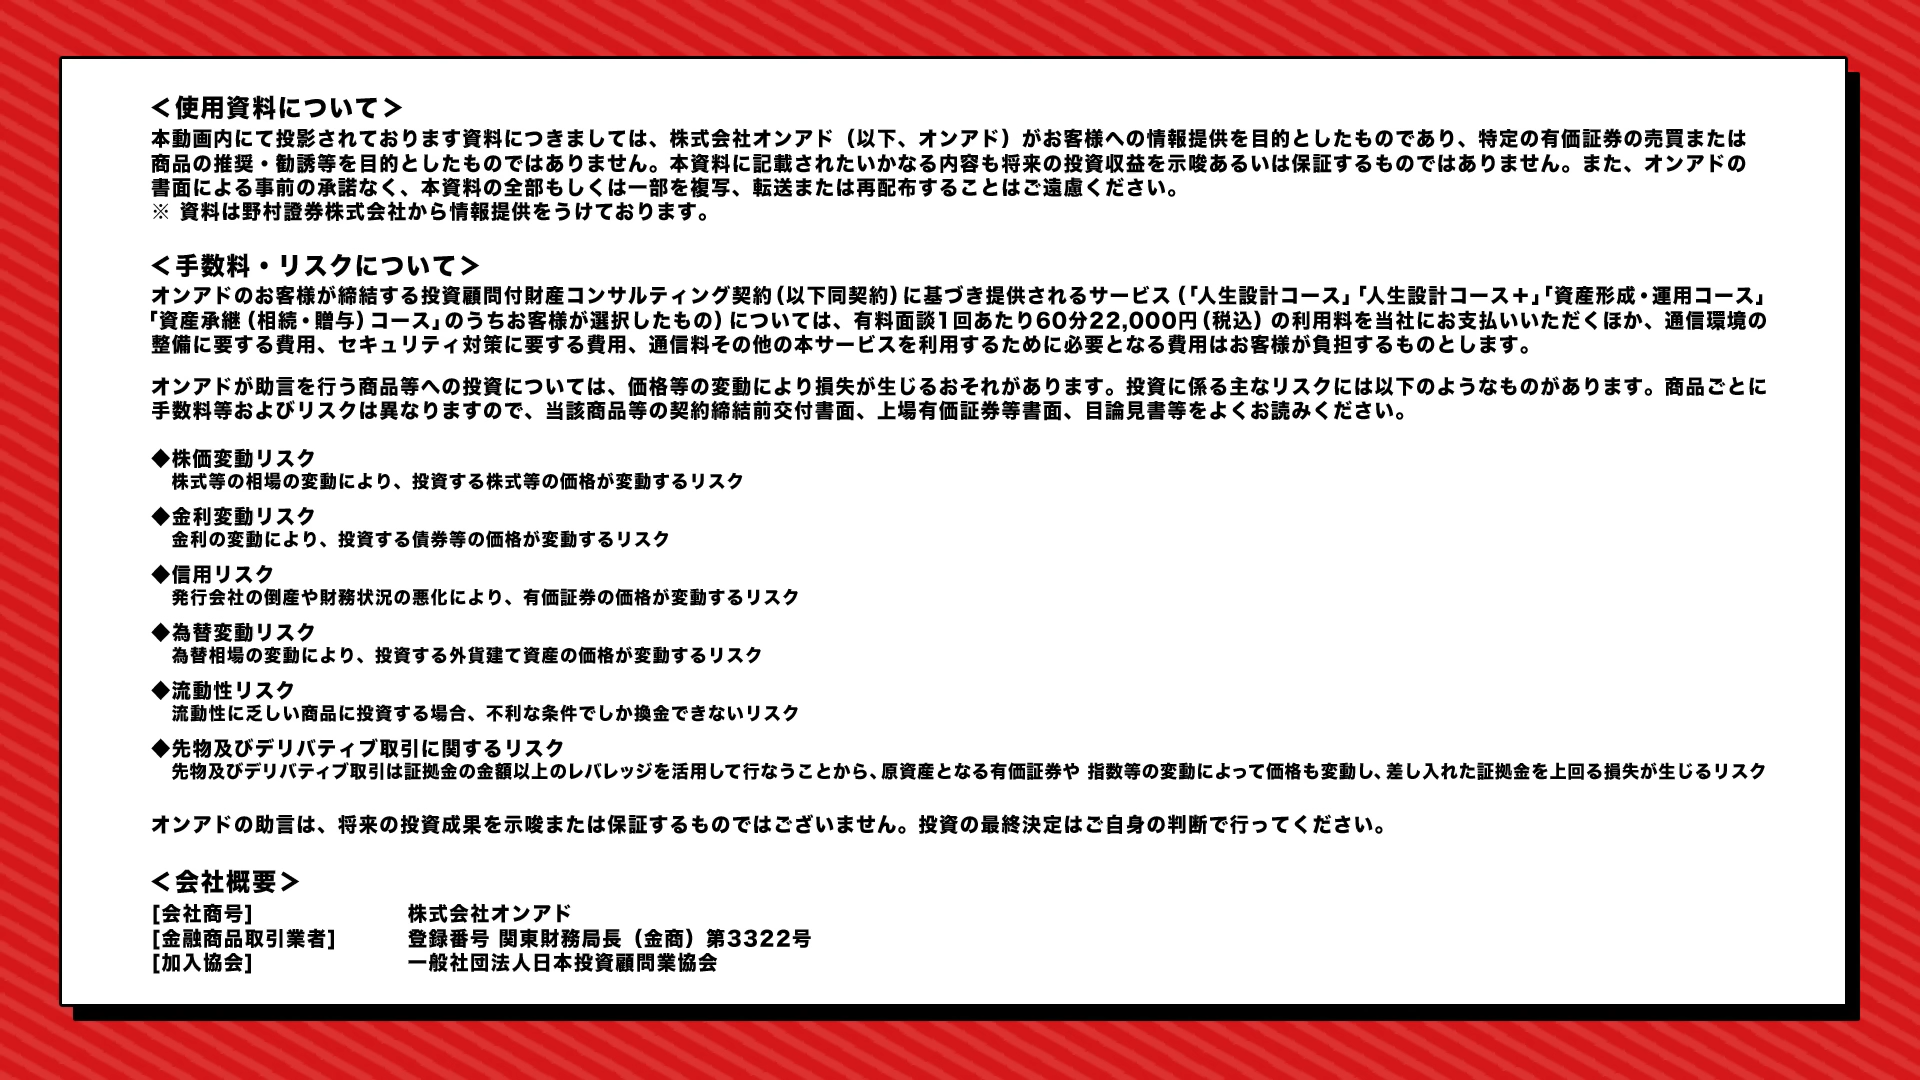 ＜使用資料について＞
本動画内にて投影されております資料につきましては、株式会社オンアド（以下、オンアド）がお客様への情報提供を目的としたものであり、特定の有価証券の売買または
商品の推奨・勧誘等を目的としたものではありません。本資料に記載されたいかなる内容も将来の投資収益を示唆あるいは保証するものではありません。また、オンアドの
書面による事前の承諾なく、本資料の全部もしくは一部を複写、転送または再配布することはご遠慮ください。
※ 資料は野村證券株式会社から情報提供をうけております。
＜手数料・リスクについて＞
オンアドのお客様が締結する投資顧問付財産コンサルティング契約（以下同契約）に基づき提供されるサービス（「人生設計コース」「人生設計コース＋」「資産形成・運用コース」
「資産承継（相続・贈与）コース」のうちお客様が選択したもの）については、有料面談1回あたり60分22,000円（税込）の利用料を当社にお支払いいただくほか、通信環境の
整備に要する費用、セキュリティ対策に要する費用、通信料その他の本サービスを利用するために必要となる費用はお客様が負担するものとします。
オンアドが助言を行う商品等への投資については、価格等の変動により損失が生じるおそれがあります。投資に係る主なリスクには以下のようなものがあります。商品ごとに
手数料等およびリスクは異なりますので、当該商品等の契約締結前交付書面、上場有価証券等書面、目論見書等をよくお読みください。
◆株価変動リスク
株式等の相場の変動により、投資する株式等の価格が変動するリスク
◆金利変動リスク
金利の変動により、投資する債券等の価格が変動するリスク
◆信用リスク
発行会社の倒産や財務状況の悪化により、有価証券の価格が変動するリスク
◆為替変動リスク
為替相場の変動により、投資する外貨建て資産の価格が変動するリスク
◆流動性リスク
流動性に乏しい商品に投資する場合、不利な条件でしか換金できないリスク
◆先物及びデリバティブ取引に関するリスク
先物及びデリバティブ取引は証拠金の金額以上のレバレッジを活用して行なうことから、原資産となる有価証券や 指数等の変動によって価格も変動し、差し入れた証拠金を上回る損失が生じるリスク
オンアドの助言は、将来の投資成果を示唆または保証するものではございません。投資の最終決定はご自身の判断で行ってください。
＜会社概要＞
[会社商号] 株式会社オンアド
[金融商品取引業者] 登録番号 関東財務局長（金商）第3322号
[加入協会] 一般社団法人日本投資顧問業協会